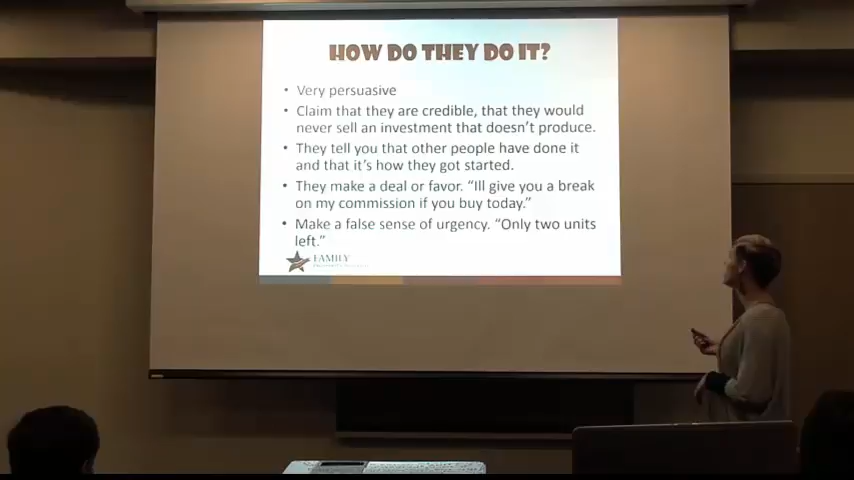 HOW DO THEY DO IT?
• Very persuasive
• Claim that they are credible, that they would
never sell an investment that doesn't produce.
• They tell you that other people have done it
and that it's how they got started.
• They make a deal or favor. "Ill give you a break
on my commission if you buy today."
• Make a false sense of urgency. "Only two units
left."
FAMILY